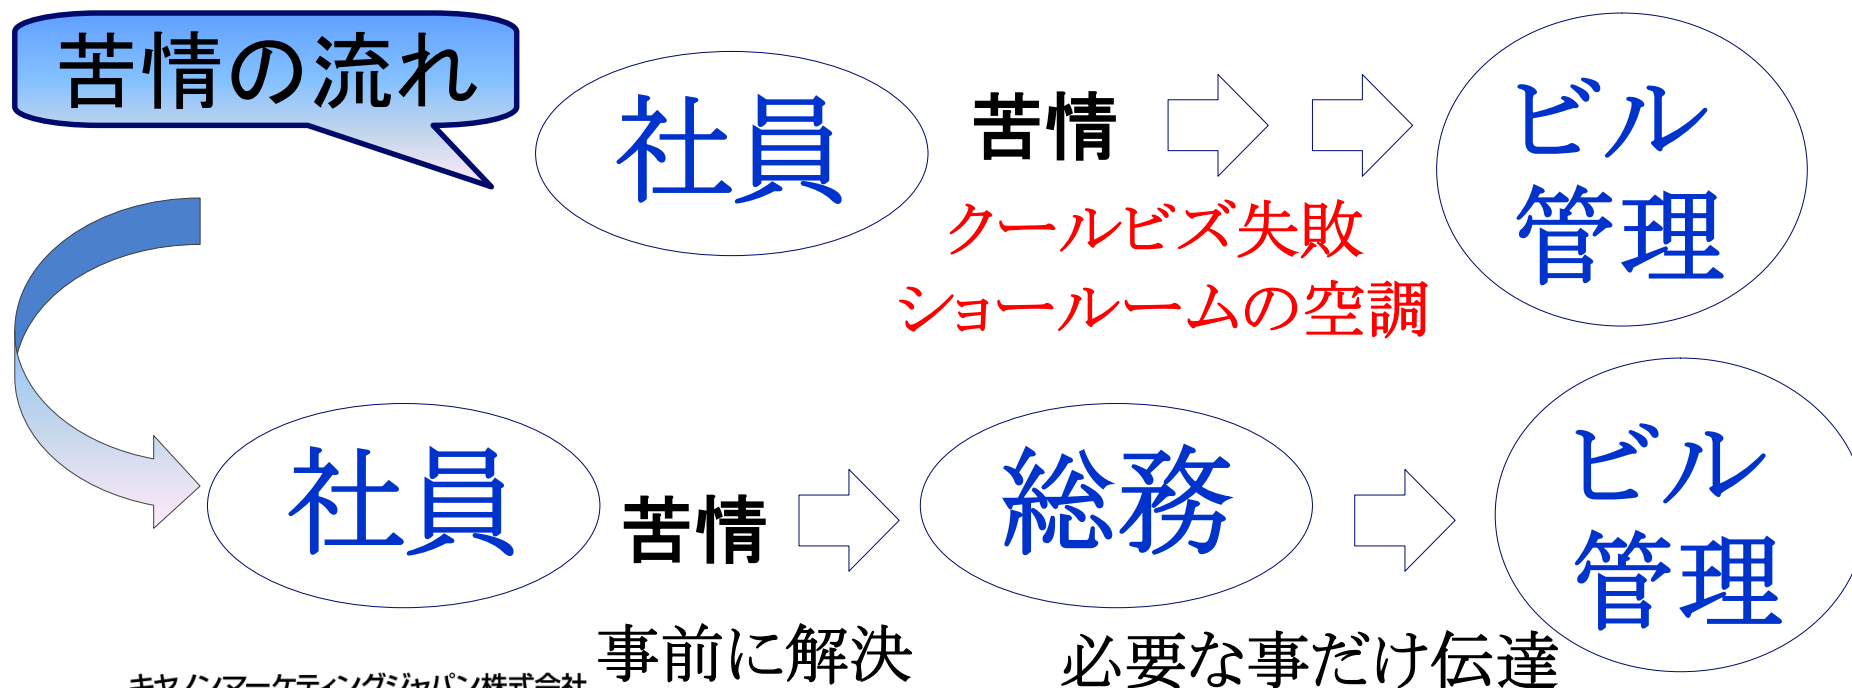 苦情の流れ
社員
苦情
ビル
管理
クールビズ失敗
ショールームの空調
社員
苦情
総務
ビル
管理
事前に解決
必要な事だけ伝達
キヤノンマーケティングジャパン株式会社